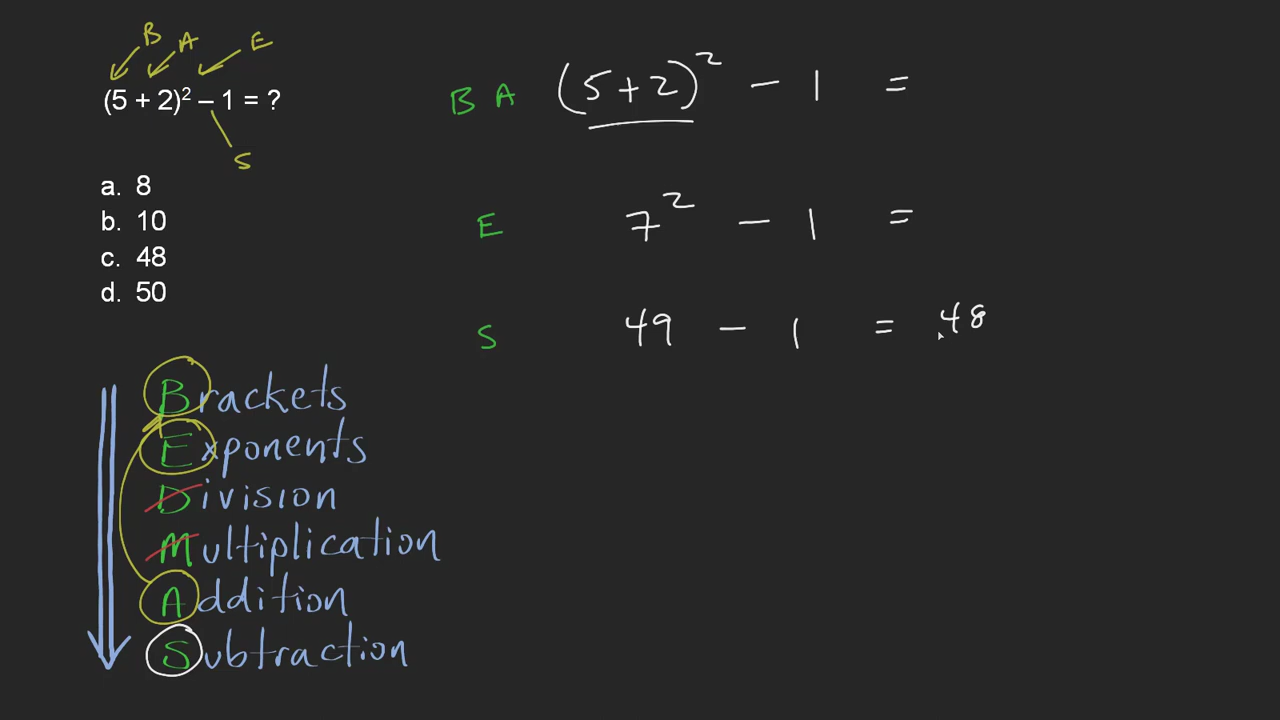 B A E
(5 + 2)² – 1 = ?
S
a. 8
b. 10
c. 48
d. 50
B A (5+2)² - 1 =
E 7² - 1 =
S 49 - 1 = 48
Brackets
Exponents
Division
Multiplication
Addition
Subtraction